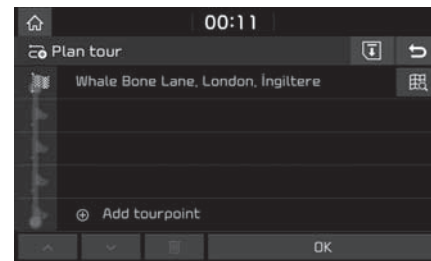 00:11
Plan tour
Whale Bone Lane, London, İngiltere
Add tourpoint
OK